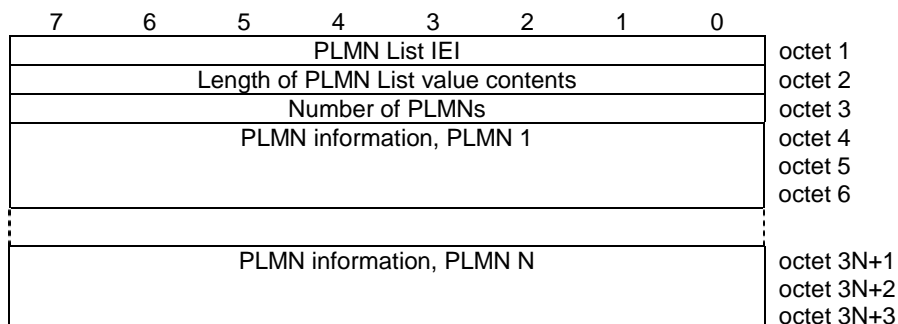 7 6 5 4 3 2 1 0
PLMN List IEI octet 1
Length of PLMN List value contents octet 2
Number of PLMNs octet 3
PLMN information, PLMN 1 octet 4
octet 5
octet 6
PLMN information, PLMN N octet 3N+1
octet 3N+2
octet 3N+3